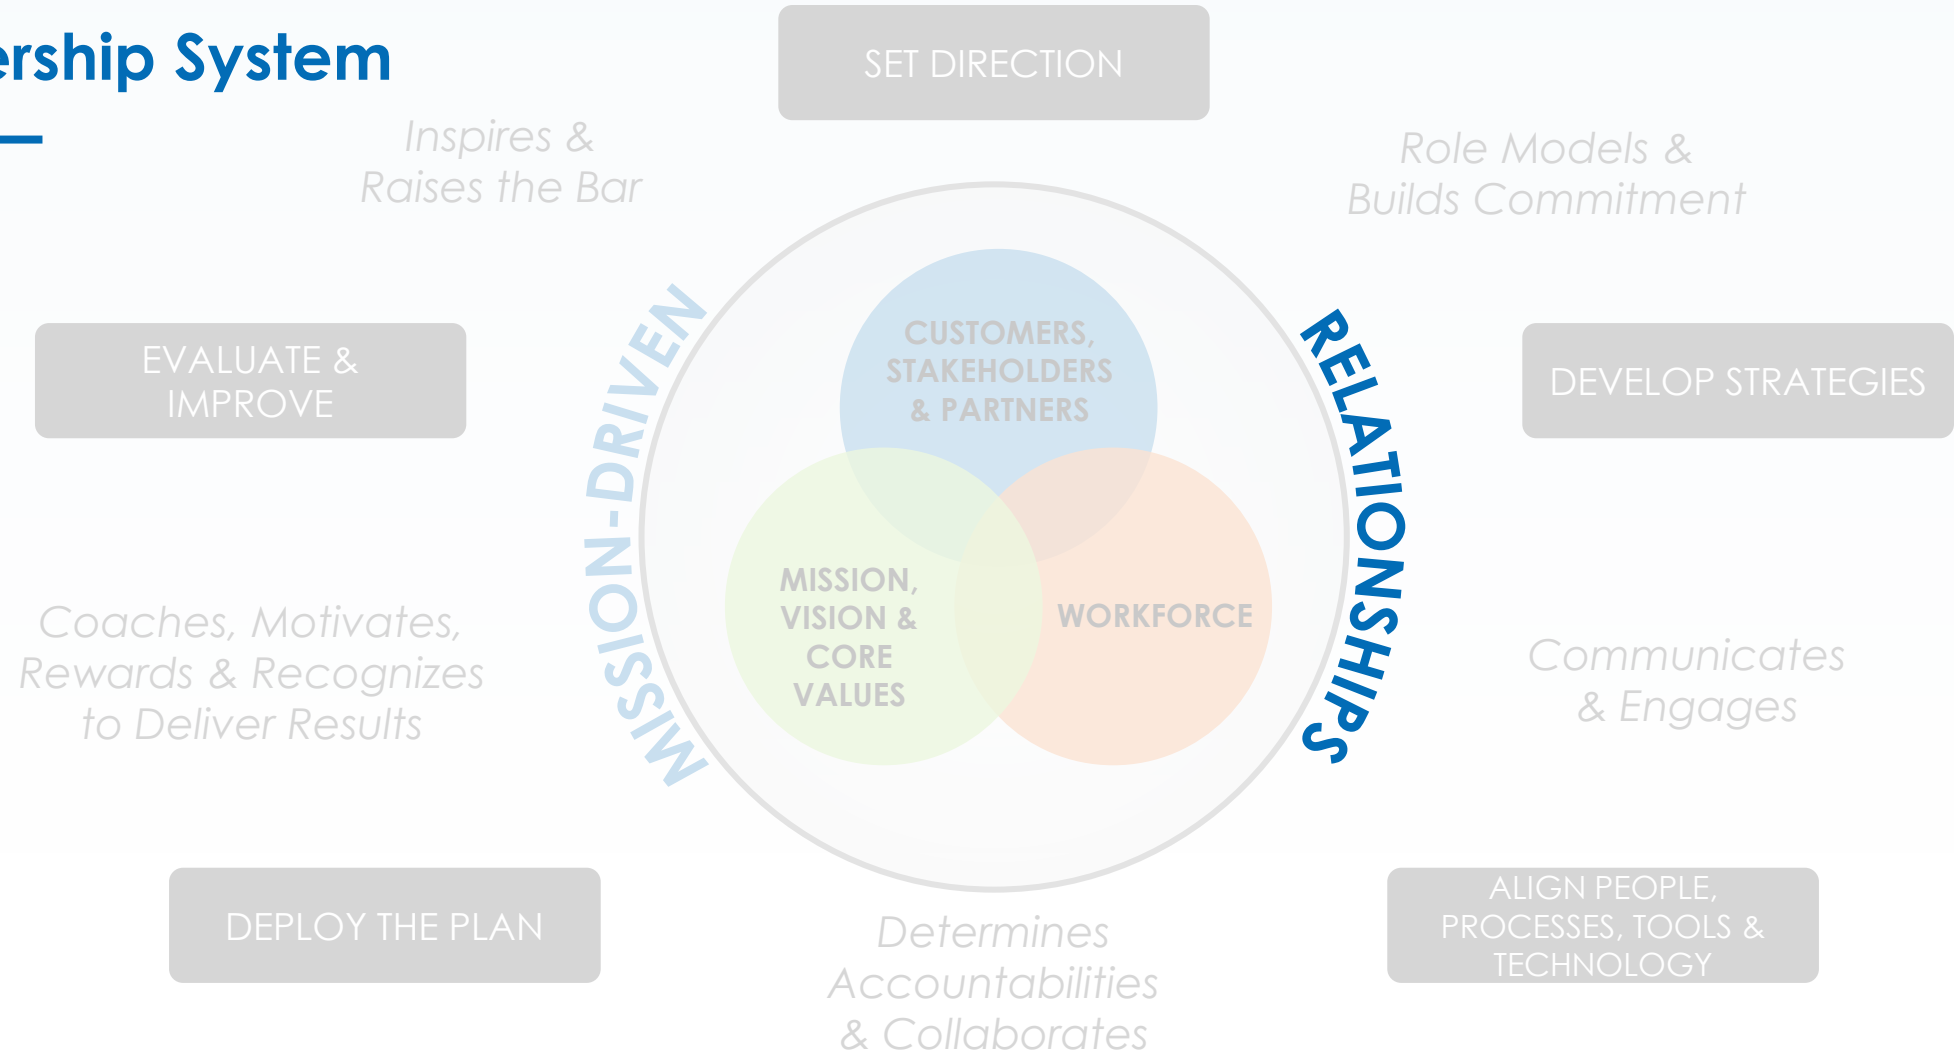 ership System
SET DIRECTION
Inspires &
Raises the Bar
Role Models &
Builds Commitment
EVALUATE &
IMPROVE
MISSION-DRIVEN
CUSTOMERS,
STAKEHOLDERS
& PARTNERS
RELATIONSHIPS
DEVELOP STRATEGIES
MISSION,
VISION &
CORE
VALUES
WORKFORCE
Coaches, Motivates,
Rewards & Recognizes
to Deliver Results
Communicates
& Engages
DEPLOY THE PLAN
Determines
Accountabilities
& Collaborates
ALIGN PEOPLE,
PROCESSES, TOOLS &
TECHNOLOGY